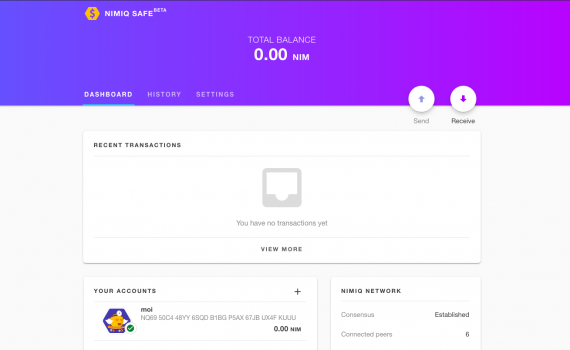 NIMIQ SAFE BETA
TOTAL BALANCE
0.00 NIM
DASHBOARD HISTORY SETTINGS
Send Receive
RECENT TRANSACTIONS
You have no transactions yet
VIEW MORE
YOUR ACCOUNTS +
moi
NQ69 50C4 48YY 6SQD B1BG P5AX 67JB UX4F KUUU
0.00 NIM
NIMIQ NETWORK
Consensus Established
Connected peers 6